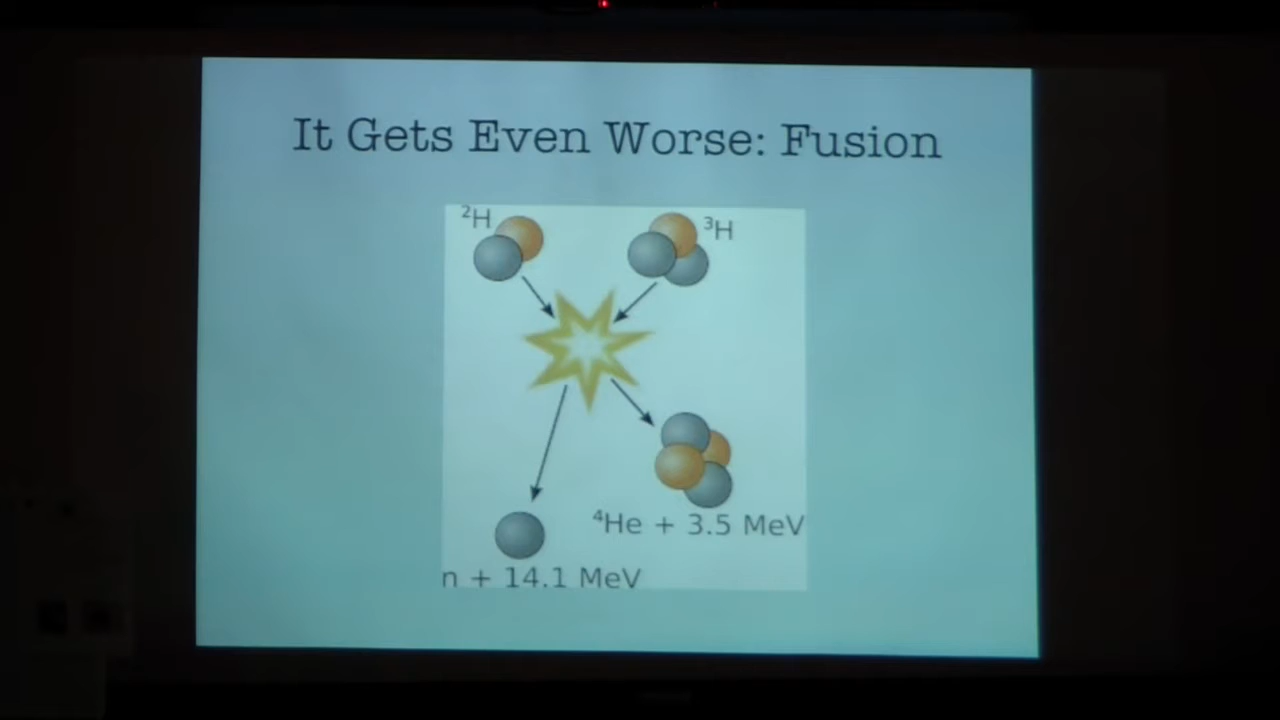 It Gets Even Worse: Fusion
²H
³H
⁴He + 3.5 MeV
n + 14.1 MeV